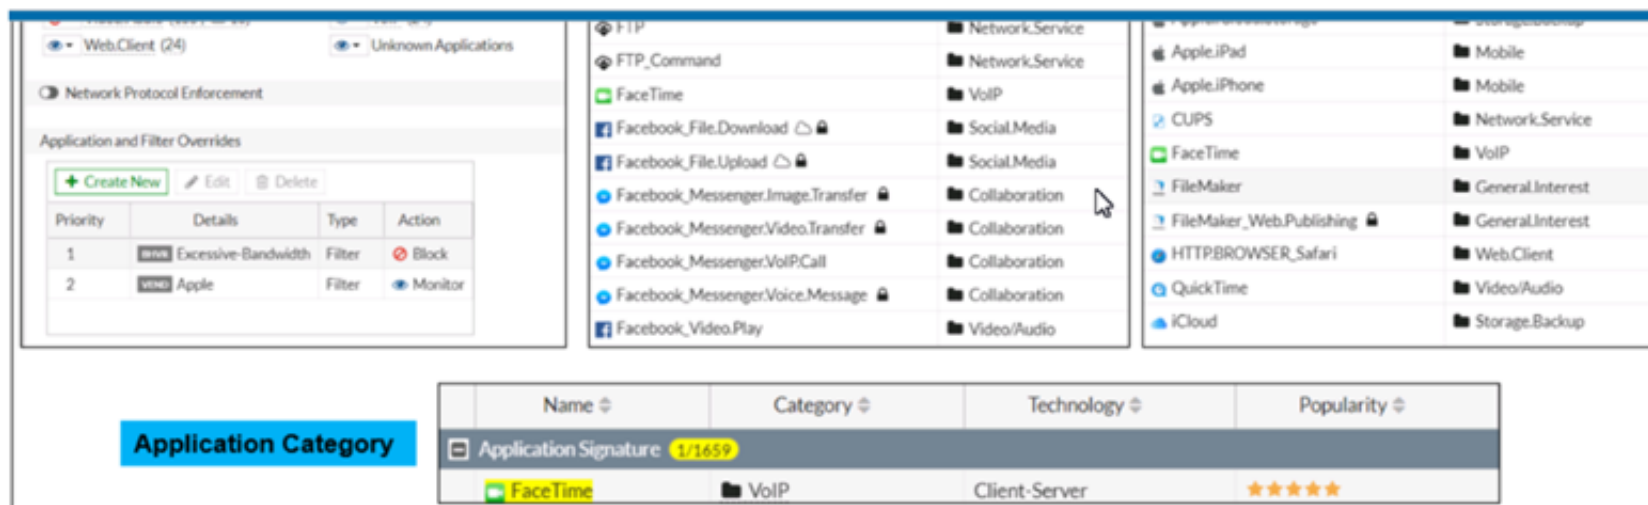 Web.Client (24)
Unknown Applications
Network Protocol Enforcement
Application and Filter Overrides
+ Create New
Edit
Delete
Priority Details Type Action
1 Excessive-Bandwidth Filter Block
2 Apple Filter Monitor
FTP Network.Service
FTP_Command Network.Service
FaceTime VoIP
Facebook_File.Download Social.Media
Facebook_File.Upload Social.Media
Facebook_Messenger.Image.Transfer Collaboration
Facebook_Messenger.Video.Transfer Collaboration
Facebook_Messenger.VoIP.Call Collaboration
Facebook_Messenger.Voice.Message Collaboration
Facebook_Video.Play Video/Audio
Apple.iPad Mobile
Apple.iPhone Mobile
CUPS Network.Service
FaceTime VoIP
FileMaker General.Interest
FileMaker_Web.Publishing General.Interest
HTTP.BROWSER_Safari Web.Client
QuickTime Video/Audio
iCloud Storage.Backup
Application Category
Name Category Technology Popularity
Application Signature 1/1659
FaceTime VoIP Client-Server